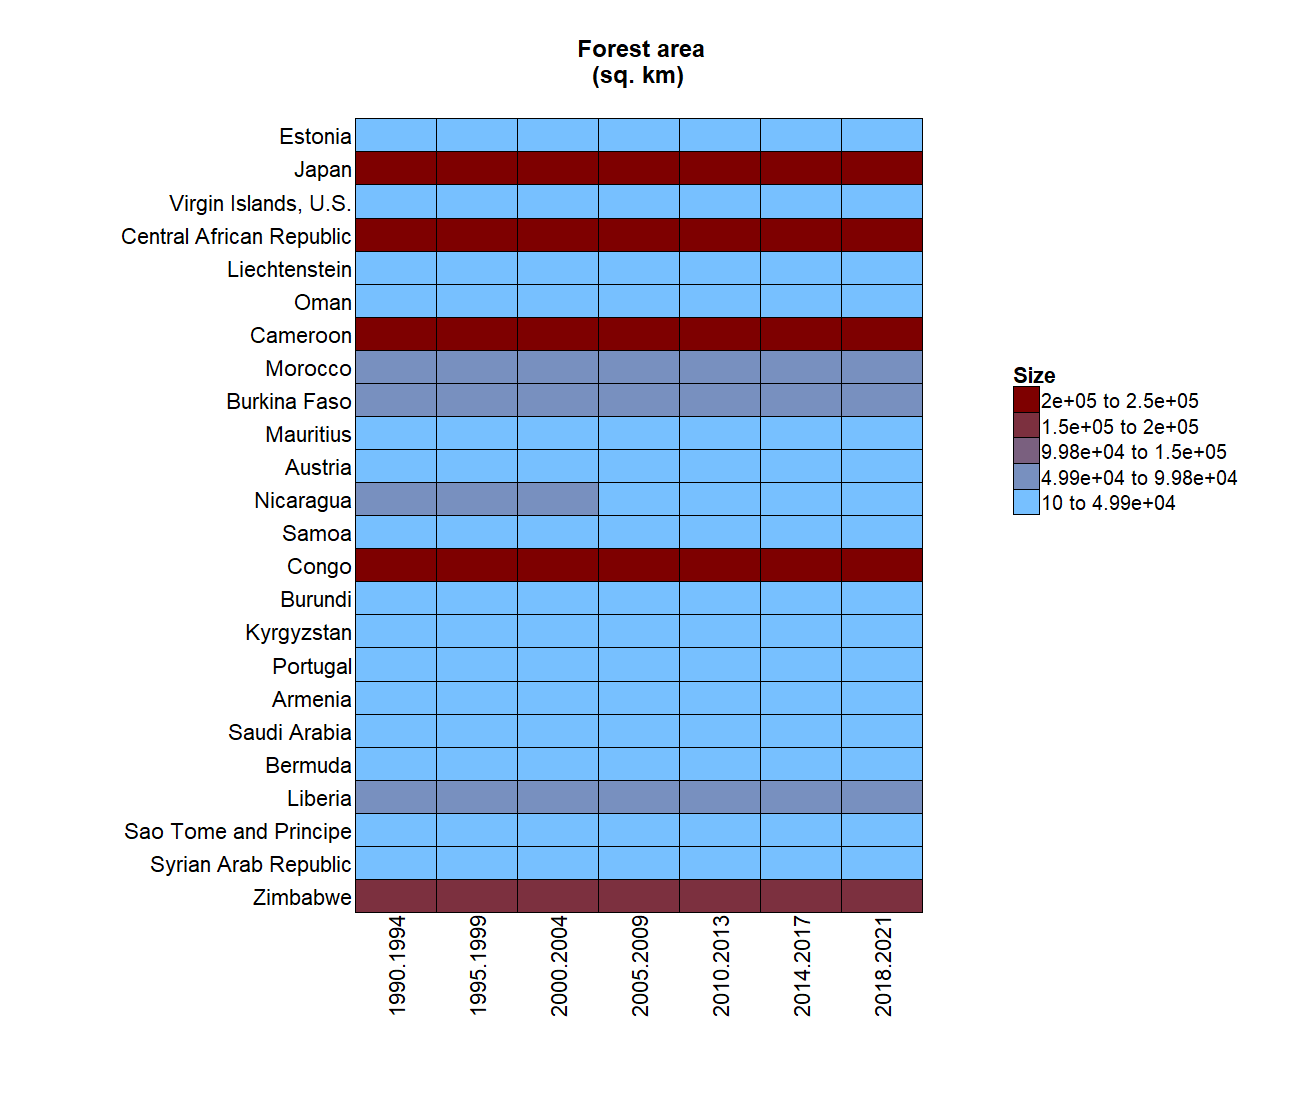 Forest area
(sq. km)
Estonia
Japan
Virgin Islands, U.S.
Central African Republic
Liechtenstein
Oman
Cameroon
Morocco
Burkina Faso
Mauritius
Austria
Nicaragua
Samoa
Congo
Burundi
Kyrgyzstan
Portugal
Armenia
Saudi Arabia
Bermuda
Liberia
Sao Tome and Principe
Syrian Arab Republic
Zimbabwe
1990.1994
1995.1999
2000.2004
2005.2009
2010.2013
2014.2017
2018.2021
Size
2e+05 to 2.5e+05
1.5e+05 to 2e+05
9.98e+04 to 1.5e+05
4.99e+04 to 9.98e+04
10 to 4.99e+04